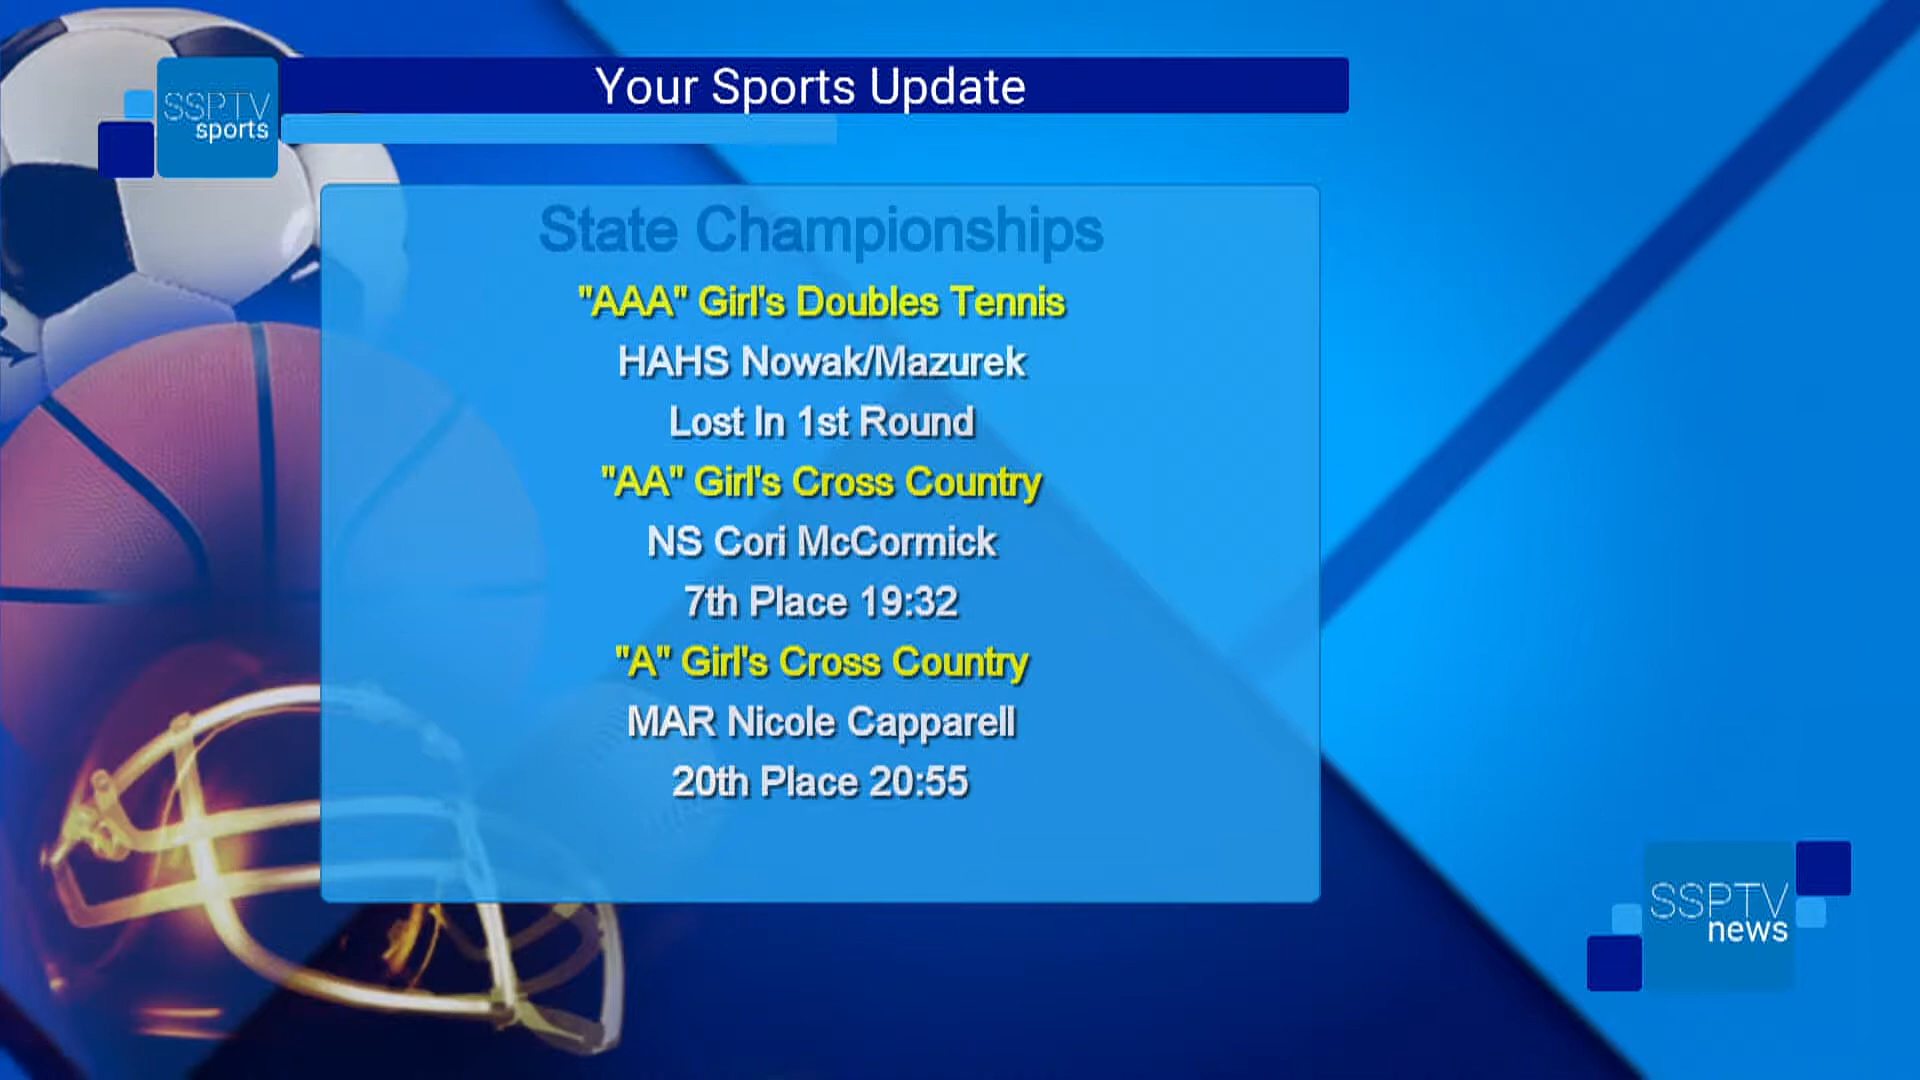 Your Sports Update
SSPTV
sports
State Championships
"AAA" Girl's Doubles Tennis
HAHS Nowak/Mazurek
Lost In 1st Round
"AA" Girl's Cross Country
NS Cori McCormick
7th Place 19:32
"A" Girl's Cross Country
MAR Nicole Capparell
20th Place 20:55
SSPTV
news